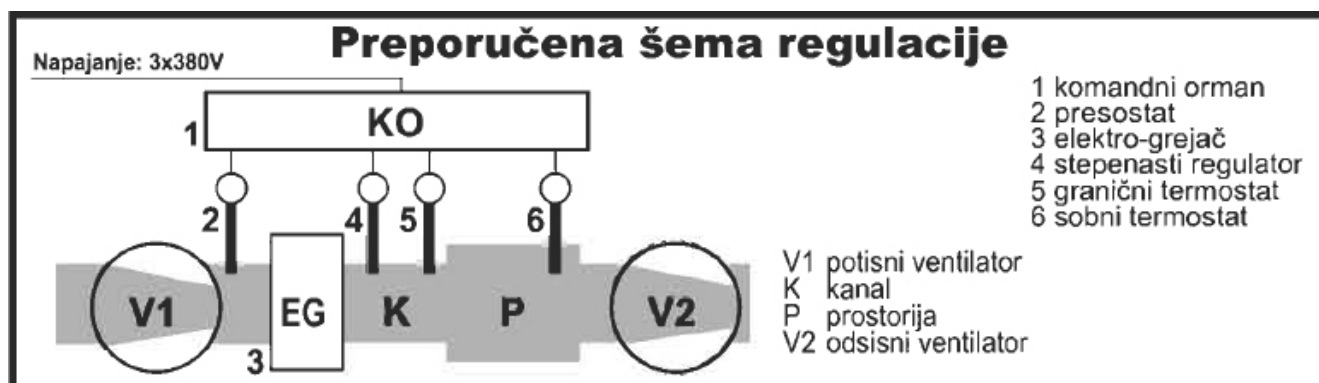 Preporučena šema regulacije
Napajanje: 3x380V
1 komandni orman
2 presostat
3 elektro-grejač
4 stepenasti regulator
5 granični termostat
6 sobni termostat
1
KO
2
4
5
6
V1
EG
K
P
V2
3
V1 potisni ventilator
K kanal
P prostorija
V2 odsisni ventilator